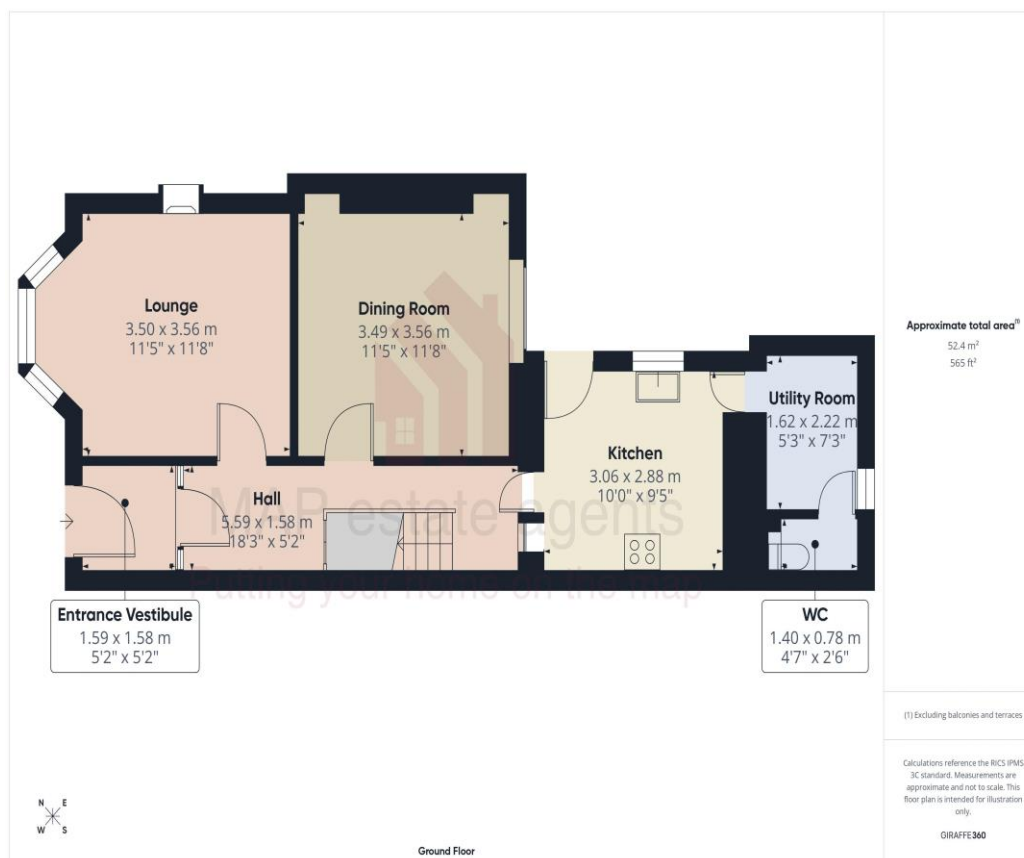 Lounge
3.50 x 3.56 m
11'5" x 11'8"
Dining Room
3.49 x 3.56 m
11'5" x 11'8"
Approximate total area(1)
52.4 m²
565 ft²
Utility Room
1.62 x 2.22 m
5'3" x 7'3"
Kitchen
3.06 x 2.88 m
10'0" x 9'5"
Hall
5.59 x 1.58 m
18'3" x 5'2"
MAP estate agents
Putting your home on the map
Entrance Vestibule
1.59 x 1.58 m
5'2" x 5'2"
WC
1.40 x 0.78 m
4'7" x 2'6"
(1) Excluding balconies and terraces
Calculations reference the RICS IPMS
3C standard. Measurements are
approximate and not to scale. This
floor plan is intended for illustration
only.
GIRAFFE360
N E
W S
Ground Floor